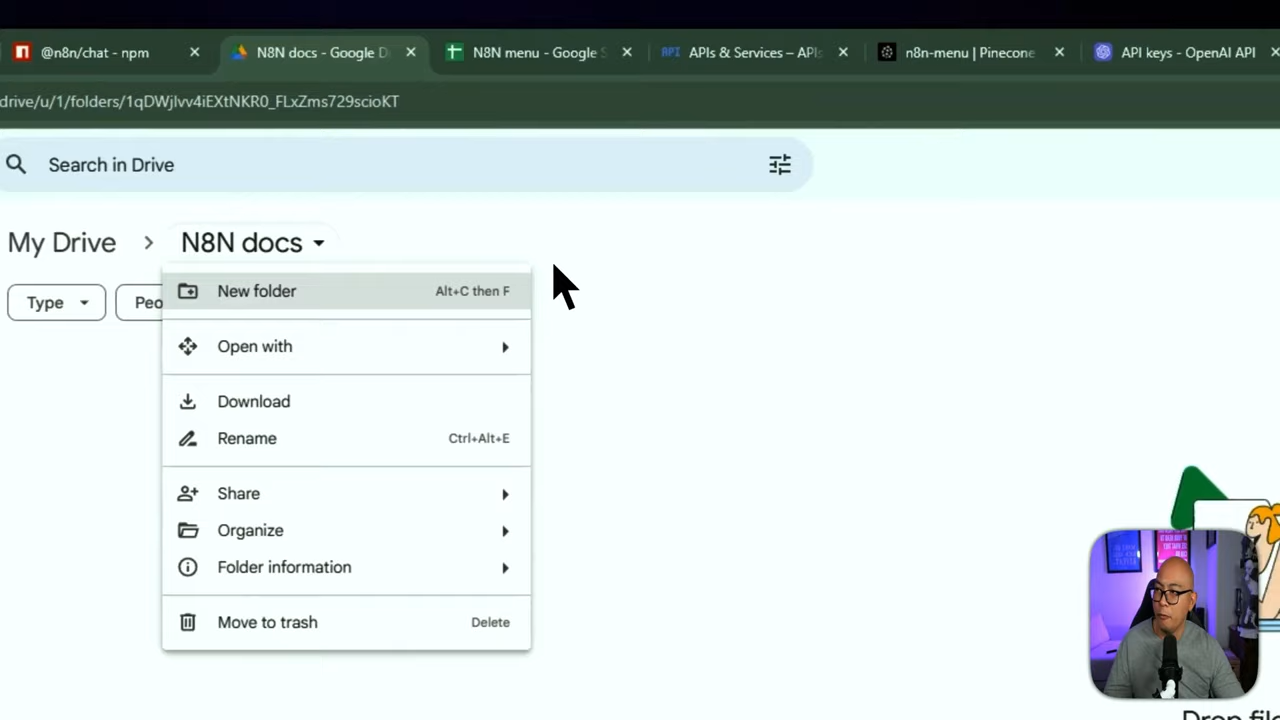 @n8n/chat - npm
N8N docs - Google D
N8N menu - Google S
API APIs & Services – APIs
n8n-menu | Pinecone
API keys - OpenAI API
drive/u/1/folders/1qDWjIvv4iEXtNKR0_FLxZms729scioKT
Search in Drive
My Drive > N8N docs
Type
Peo
New folder Alt+C then F
Open with
Download
Rename Ctrl+Alt+E
Share
Organize
Folder information
Move to trash Delete
Drop file